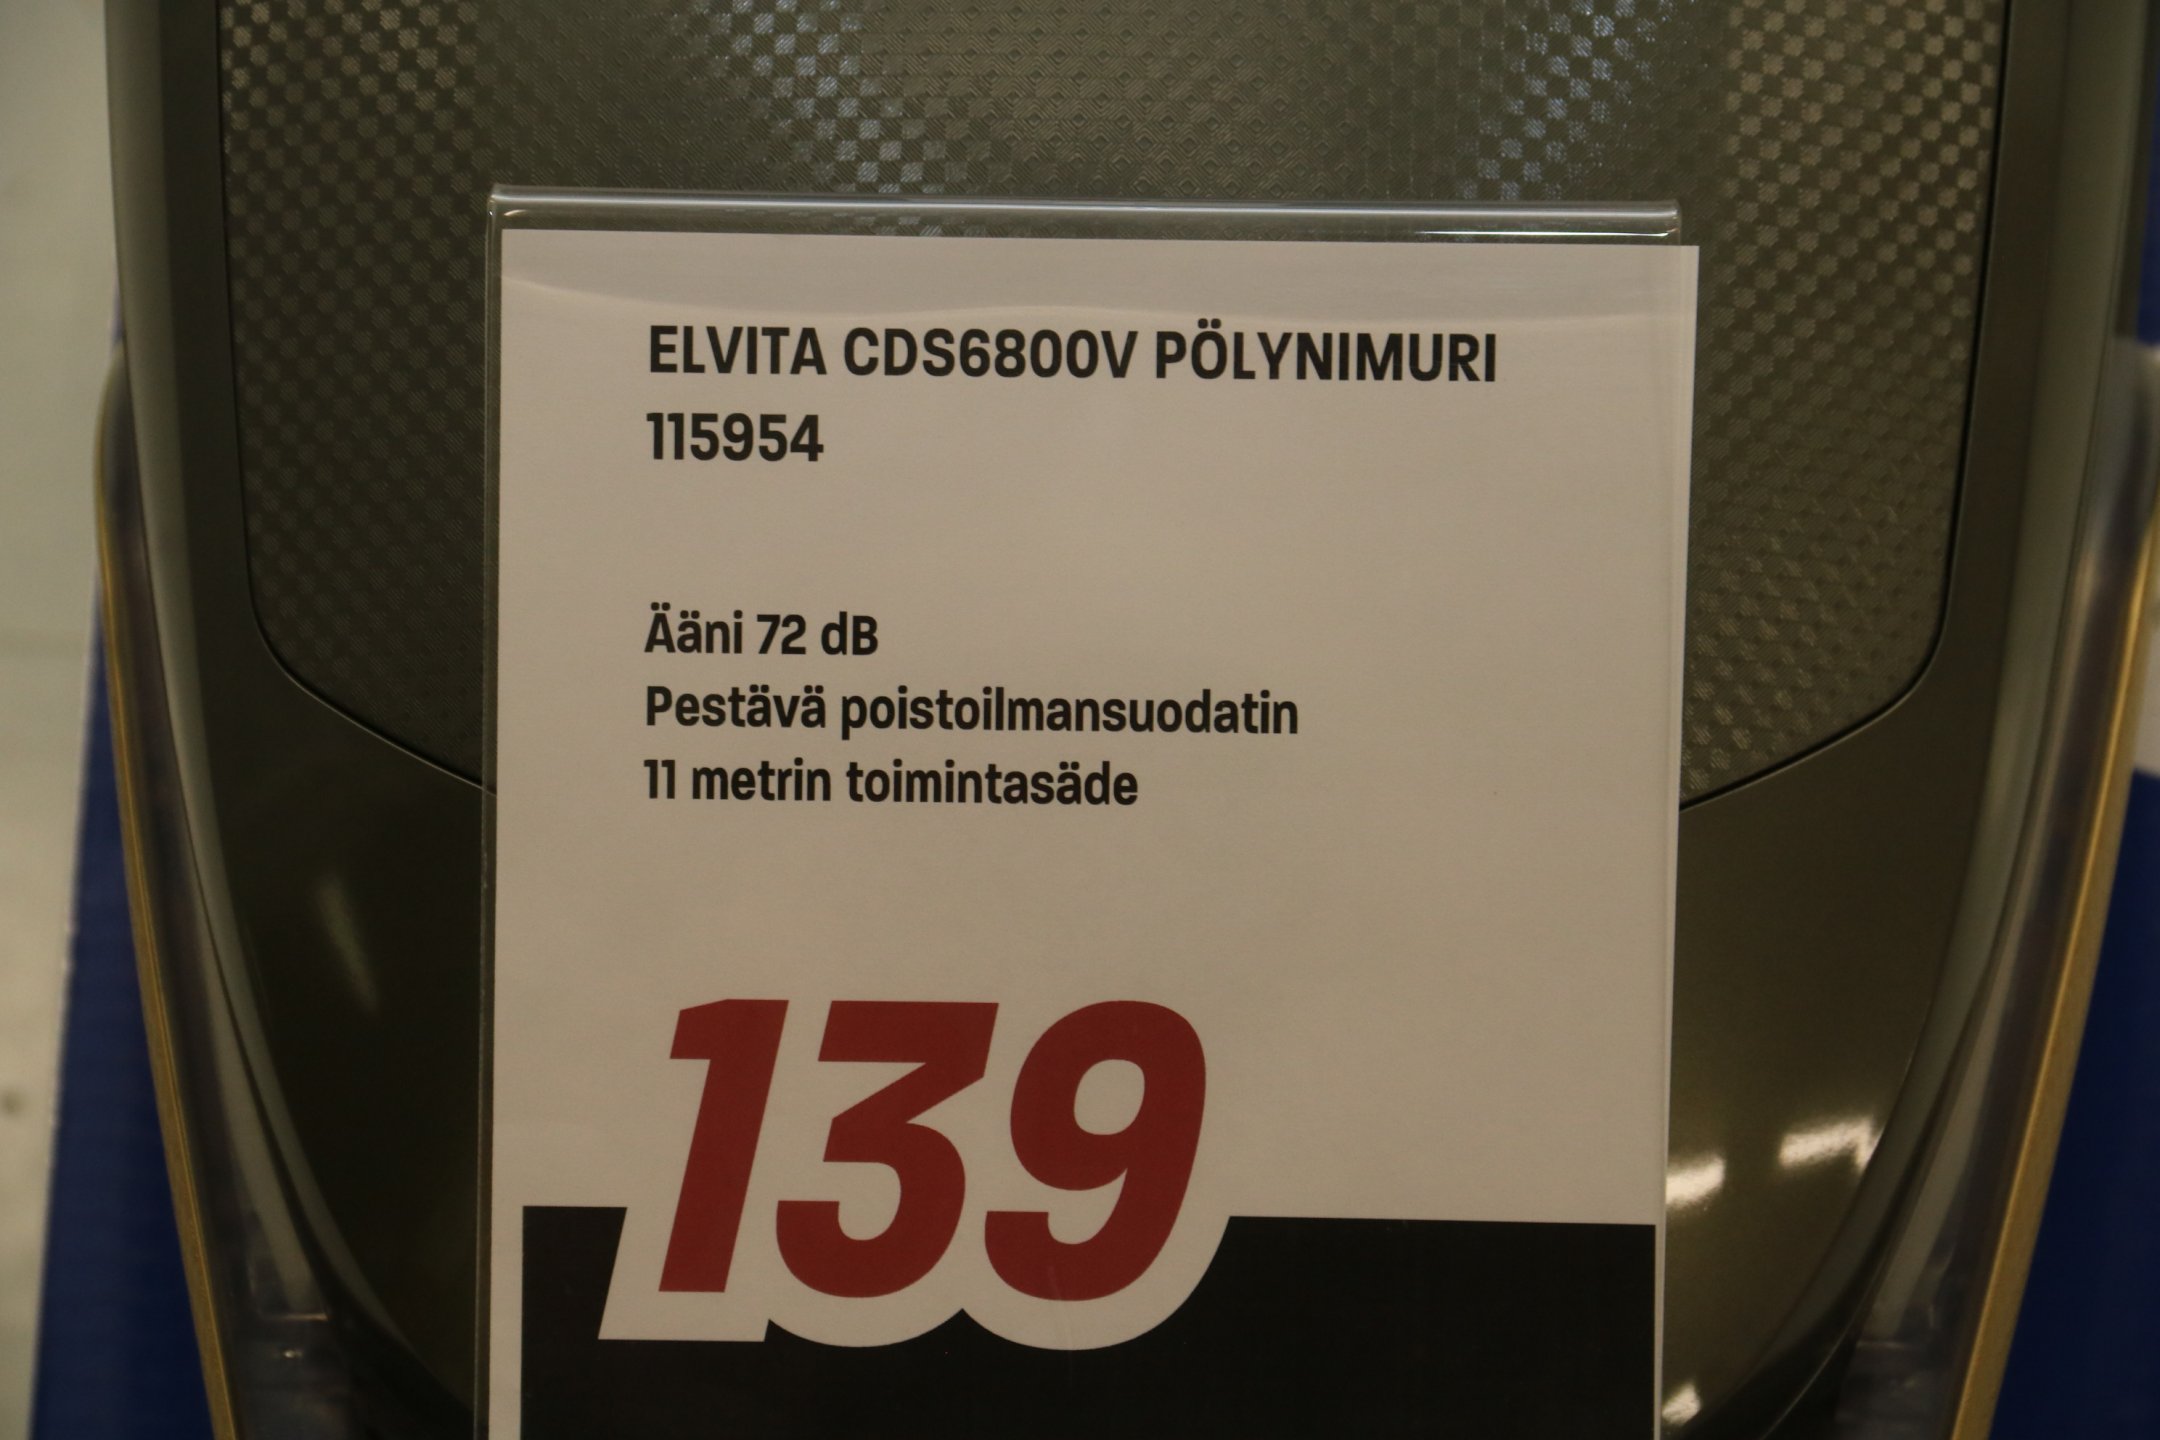 ELVITA CDS6800V PÖLYNIMURI
115954
Ääni 72 dB
Pestävä poistoilmansuodatin
11 metrin toimintasäde
139